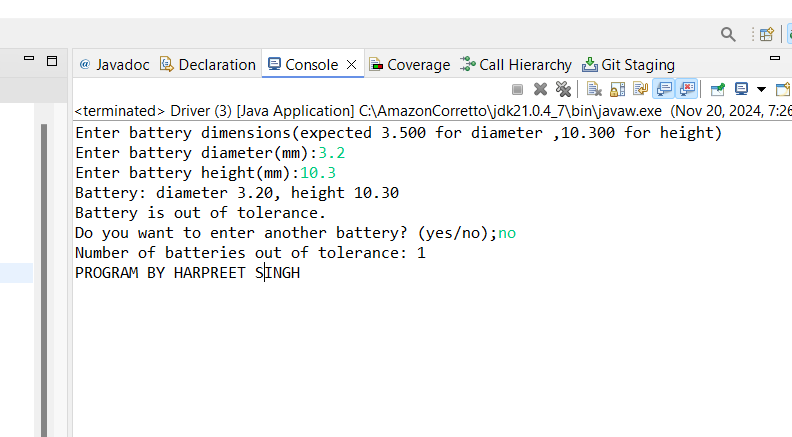 @ Javadoc Declaration Console Coverage Call Hierarchy Git Staging
<terminated> Driver (3) [Java Application] C:\AmazonCorretto\jdk21.0.4_7\bin\javaw.exe (Nov 20, 2024, 7:26
Enter battery dimensions(expected 3.500 for diameter ,10.300 for height)
Enter battery diameter(mm):3.2
Enter battery height(mm):10.3
Battery: diameter 3.20, height 10.30
Battery is out of tolerance.
Do you want to enter another battery? (yes/no);no
Number of batteries out of tolerance: 1
PROGRAM BY HARPREET SINGH